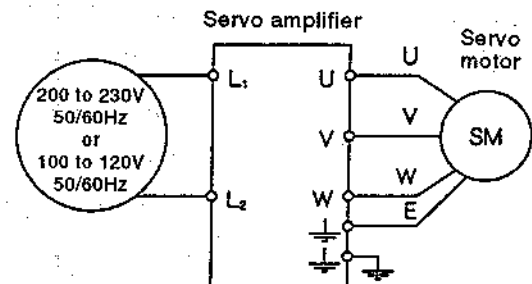 Servo amplifier
Servo
motor
200 to 230V
50/60Hz
or
100 to 120V
50/60Hz
L1
L2
U
V
W
U
V
W
E
SM